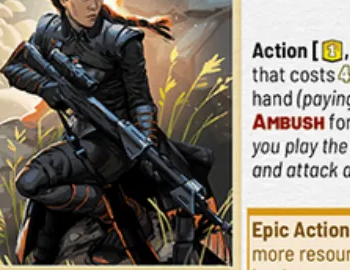 Action [1,
that costs 4
hand (paying
AMBUSH for
you play the
and attack a
Epic Action
more resour